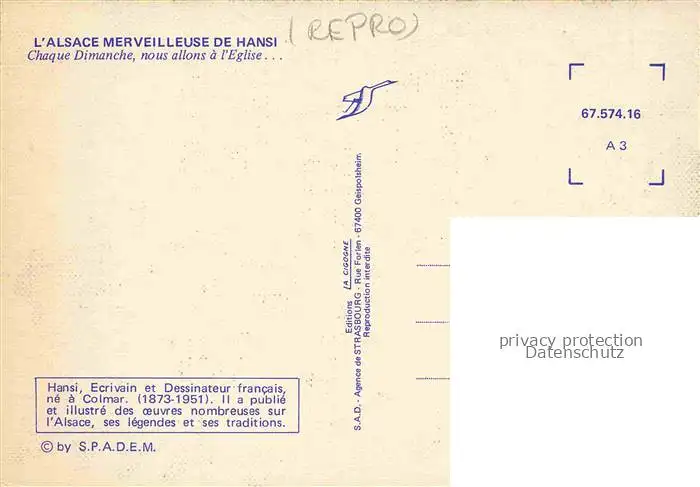 (REPRO)
L'ALSACE MERVEILLEUSE DE HANSI
Chaque Dimanche, nous allons à l'Eglise . . .
67.574.16
A 3
Editions LA CIGOGNE
S.A.D. - Agence de STRASBOURG - Rue Forlen - 67400 Geispolsheim.
Reproduction interdite
privacy protection
Datenschutz
Hansi, Ecrivain et Dessinateur français,
né à Colmar. (1873-1951). Il a publié
et illustré des œuvres nombreuses sur
l'Alsace, ses légendes et ses traditions.
© by S.P.A.D.E.M.